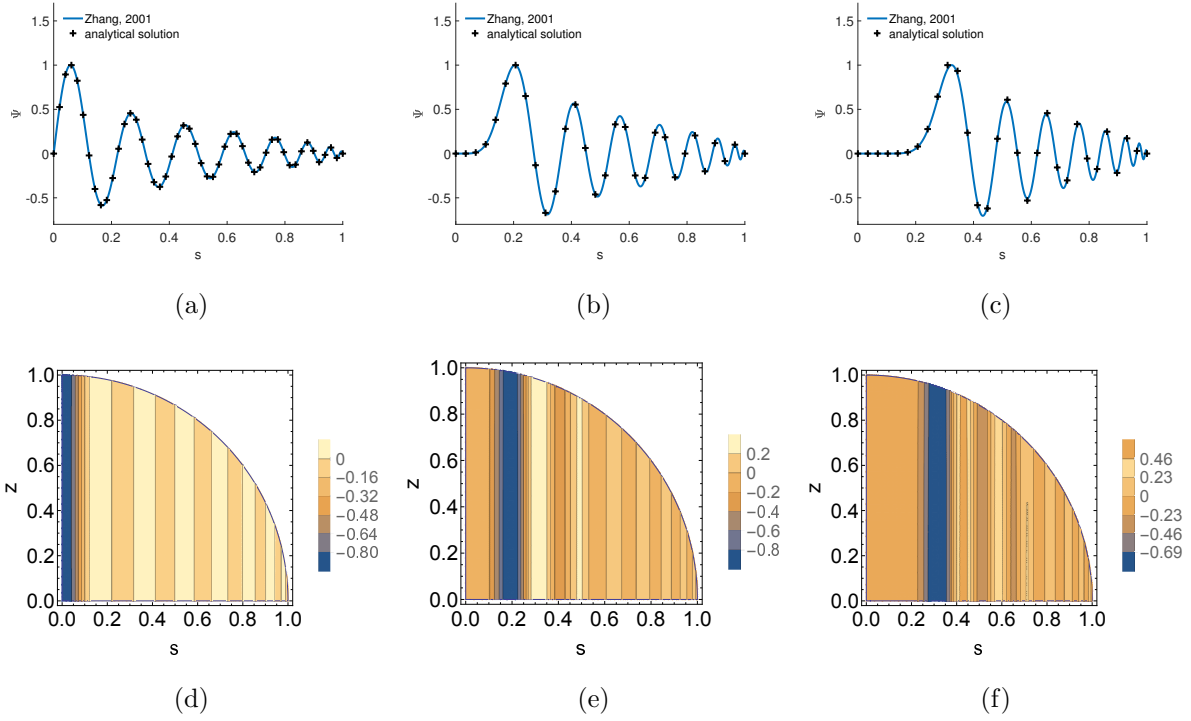 Zhang, 2001
analytical solution
1.5
1
0.5
0
-0.5
Ψ
0 0.2 0.4 0.6 0.8 1
s
(a)
Zhang, 2001
analytical solution
1.5
1
0.5
0
-0.5
Ψ
0 0.2 0.4 0.6 0.8 1
s
(b)
Zhang, 2001
analytical solution
1.5
1
0.5
0
-0.5
Ψ
0 0.2 0.4 0.6 0.8 1
s
(c)
1.0
0.8
0.6
0.4
0.2
0.0
z
0.0 0.2 0.4 0.6 0.8 1.0
s
0
−0.16
−0.32
−0.48
−0.64
−0.80
(d)
1.0
0.8
0.6
0.4
0.2
0.0
z
0.0 0.2 0.4 0.6 0.8 1.0
s
0.2
0
−0.2
−0.4
−0.6
−0.8
(e)
1.0
0.8
0.6
0.4
0.2
0.0
z
0.0 0.2 0.4 0.6 0.8 1.0
s
0.46
0.23
0
−0.23
−0.46
−0.69
(f)